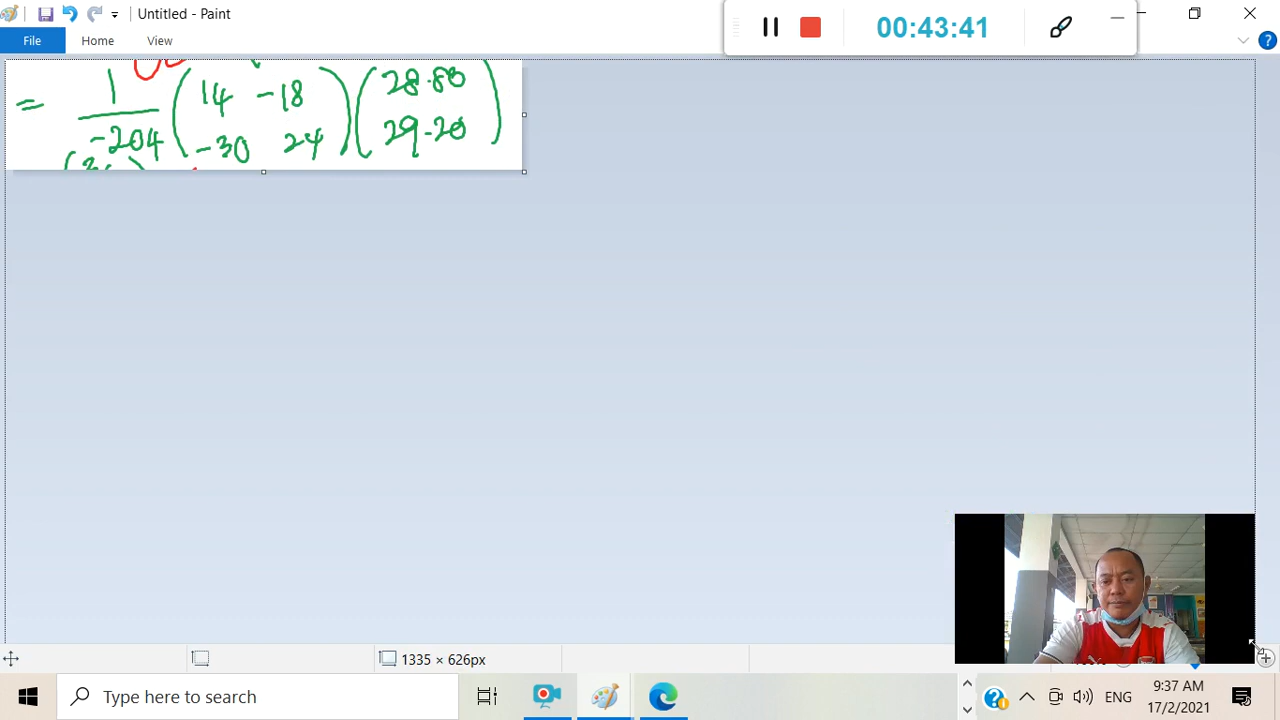 Untitled - Paint
00:43:41
File Home View
= 1 14 -18 28.80
-204 -30 24 29.20
1335 × 626px
Type here to search
ENG
9:37 AM
17/2/2021